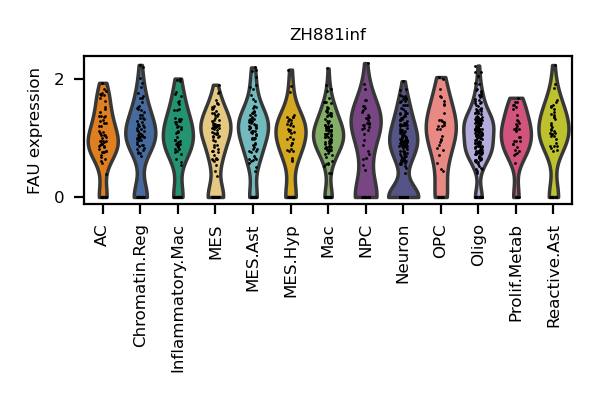 ZH881inf
FAU expression
2
0
AC
Chromatin.Reg
Inflammatory.Mac
MES
MES.Ast
MES.Hyp
Mac
NPC
Neuron
OPC
Oligo
Prolif.Metab
Reactive.Ast